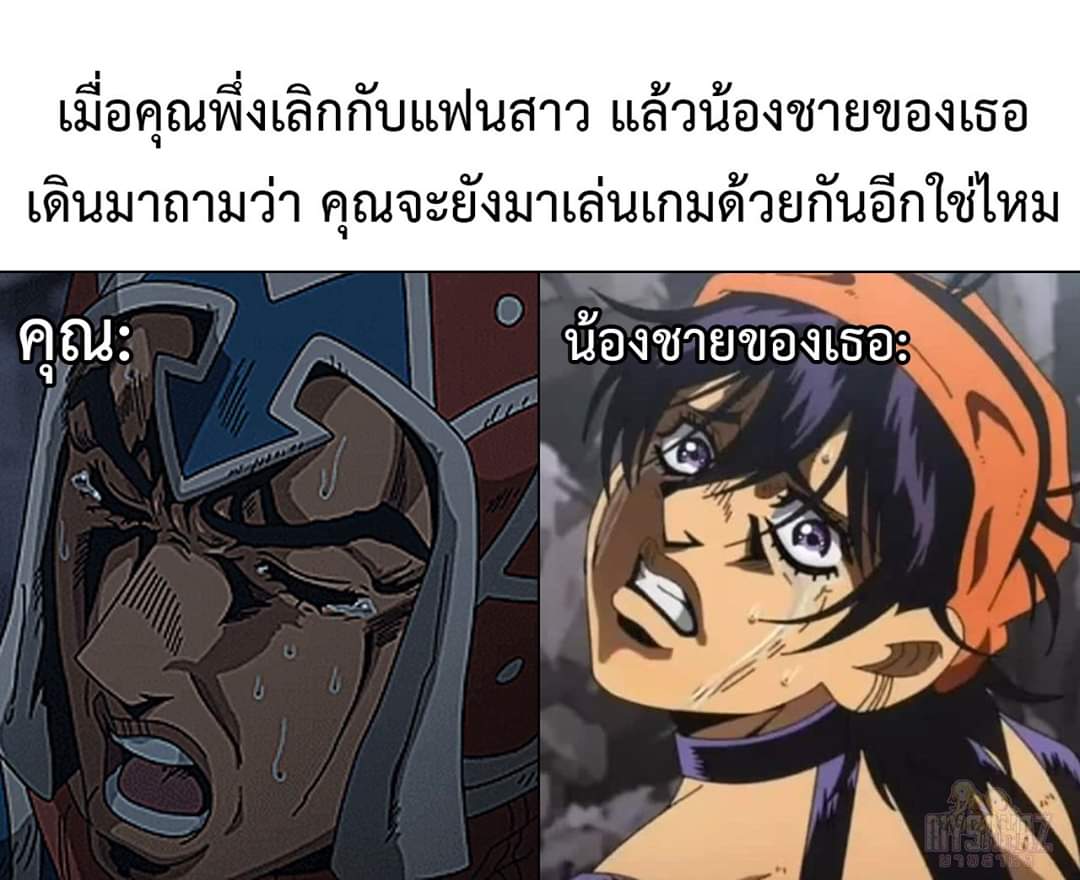 เมื่อคุณพึ่งเลิกกับแฟนสาว แล้วน้องชายของเธอ
เดินมาถามว่า คุณจะยังมาเล่นเกมด้วยกันอีกใช่ไหม
คุณ:
น้องชายของเธอ: